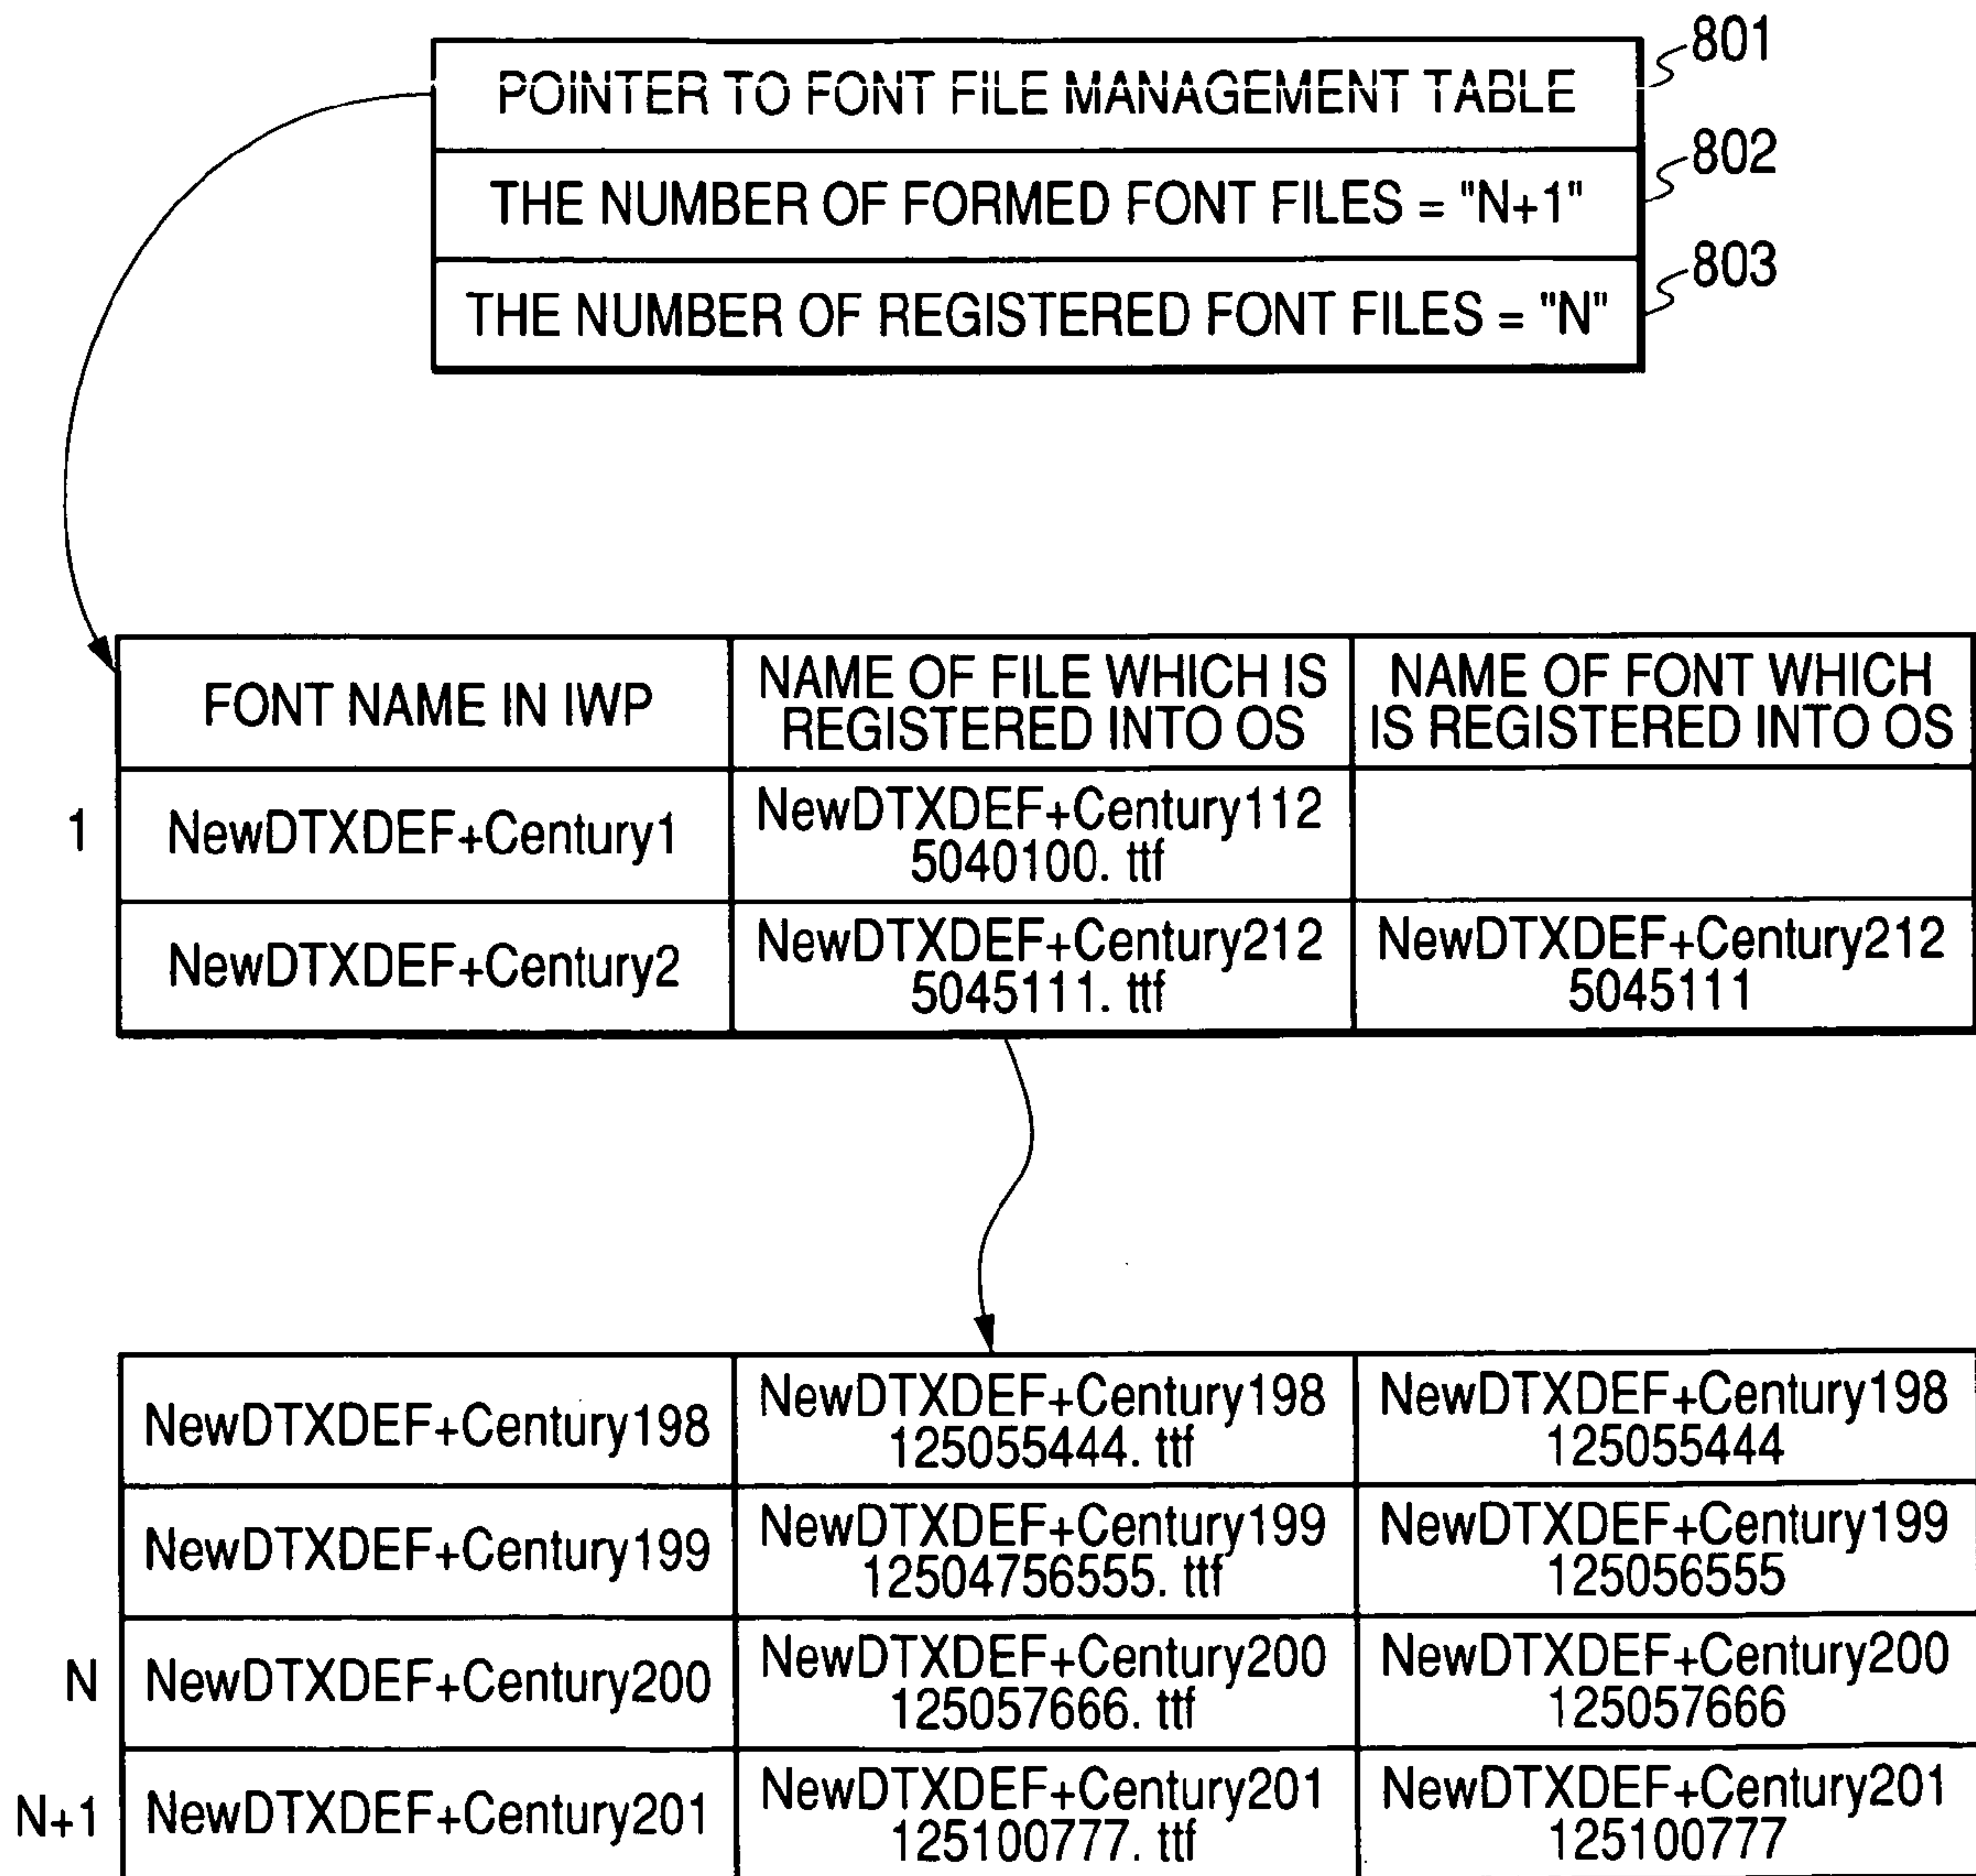 POINTER TO FONT FILE MANAGEMENT TABLE
801
THE NUMBER OF FORMED FONT FILES = "N+1"
802
THE NUMBER OF REGISTERED FONT FILES = "N"
803
FONT NAME IN IWP
NAME OF FILE WHICH IS
REGISTERED INTO OS
NAME OF FONT WHICH
IS REGISTERED INTO OS
1
NewDTXDEF+Century1
NewDTXDEF+Century112
5040100. ttf
NewDTXDEF+Century2
NewDTXDEF+Century212
5045111. ttf
NewDTXDEF+Century212
5045111
NewDTXDEF+Century198
NewDTXDEF+Century198
125055444. ttf
NewDTXDEF+Century198
125055444
NewDTXDEF+Century199
NewDTXDEF+Century199
12504756555. ttf
NewDTXDEF+Century199
125056555
N
NewDTXDEF+Century200
NewDTXDEF+Century200
125057666. ttf
NewDTXDEF+Century200
125057666
N+1
NewDTXDEF+Century201
NewDTXDEF+Century201
125100777. ttf
NewDTXDEF+Century201
125100777